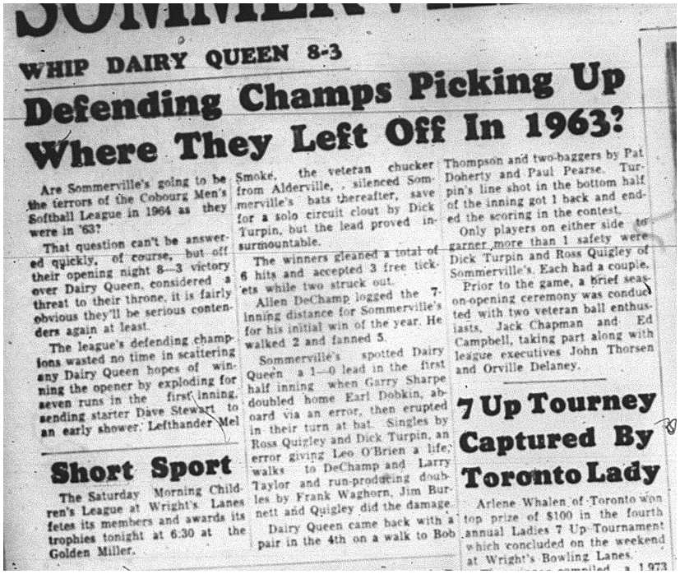 SOMMERVILLE
WHIP DAIRY QUEEN 8-3
Defending Champs Picking Up
Where They Left Off In 1963?
Are Sommerville's going to be
the terrors of the Cobourg Men's
Softball League in 1964 as they
were in '63?
That question can't be answer-
ed quickly, of course, but off
their opening night 8—3 victory
over Dairy Queen, considered a
threat to their throne, it is fairly
obvious they'll be serious conten-
ders again at least.
The league's defending champ-
ions wasted no time in scattering
any Dairy Queen hopes of win-
ning the opener by exploding for
seven runs in the first inning,
sending starter Dave Stewart to
an early shower. Lefthander Mel
Short Sport
The Saturday Morning Child-
ren's League at Wright's Lanes
fetes its members and awards its
trophies tonight at 6:30 at the
Golden Miller.
Smoke, the veteran chucker
from Alderville, , silenced Som-
merville's bats thereafter, save
for a solo circuit clout by Dick
Turpin, but the lead proved in-
surmountable.
The winners gleaned a total of
6 hits and accepted 3 free tick-
ets while two struck out.
Allen DeChamp logged the 7-
inning distance for Sommerville's
for his initial win of the year. He
walked 2 and fanned 5.
Sommerville's spotted Dairy
Queen a 1—0 lead in the first
half inning when Garry Sharpe
doubled home Earl Dobkin, ab-
oard via an error, then erupted
in their turn at bat. Singles by
Ross Quigley and Dick Turpin, an
error giving Leo O'Brien a life,
walks to DeChamp and Larry
Taylor and run-producing doub-
les by Frank Waghorn, Jim Bur-
nett and Quigley did the damage.
Dairy Queen came back with a
pair in the 4th on a walk to Bob
Thompson and two-baggers by Pat
Doherty and Paul Pearse. Tur-
pin's line shot in the bottom half
of the inning got 1 back and end-
ed the scoring in the contest.
Only players on either side to
garner more than 1 safety were
Dick Turpin and Ross Quigley of
Sommerville's. Each had a couple.
Prior to the game, a brief seas-
on-opening ceremony was conduc
ted with two veteran ball enthus-
iasts, Jack Chapman and Ed
Campbell, taking part along with
league executives John Thorsen
and Orville Delaney.
7 Up Tourney
Captured By
Toronto Lady
Arlene Whalen of Toronto won
top prize of $100 in the fourth
annual Ladies 7 Up Tournament
which concluded on the weekend
at Wright's Bowling Lanes.
compiled a 1973